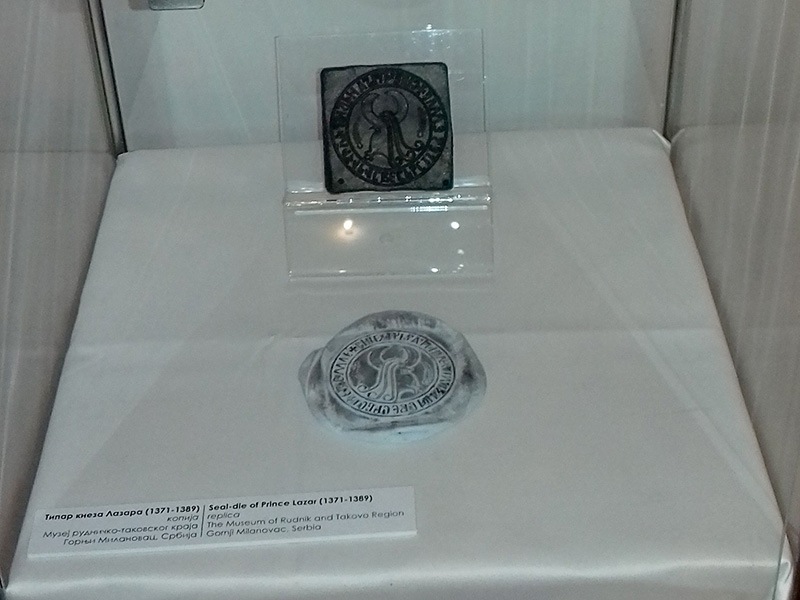 Типар кнеза Лазара (1371-1389)
копија
Музеј рудничко-таковског краја
Горњи Милановац, Србија
Seal-die of Prince Lazar (1371-1389)
replica
The Museum of Rudnik and Takovo Region
Gornji Milanovac, Serbia